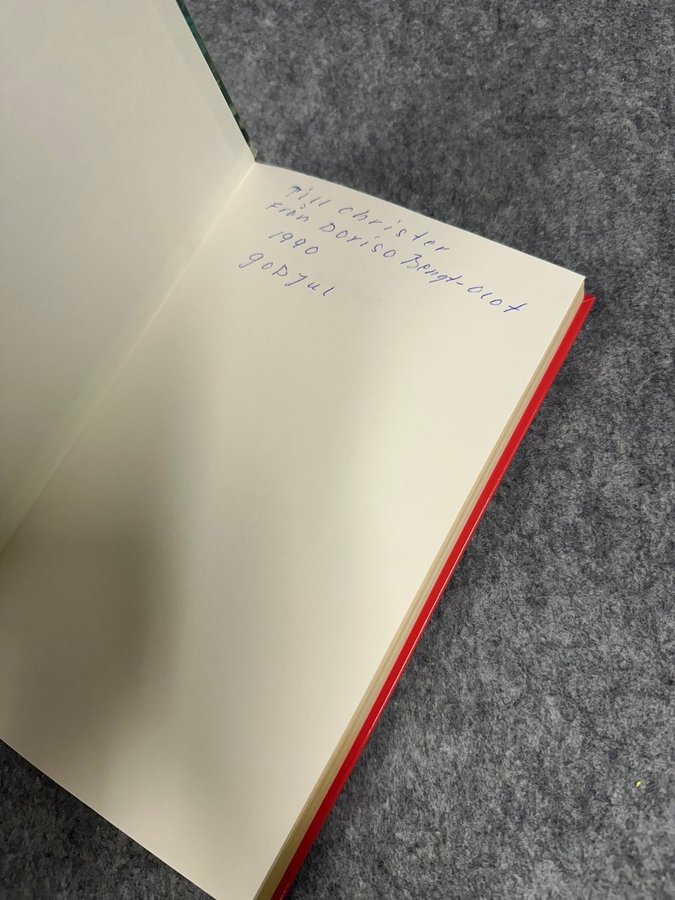 Till Christer
Från Doris o Bengt-Olof
1990
GOD Jul